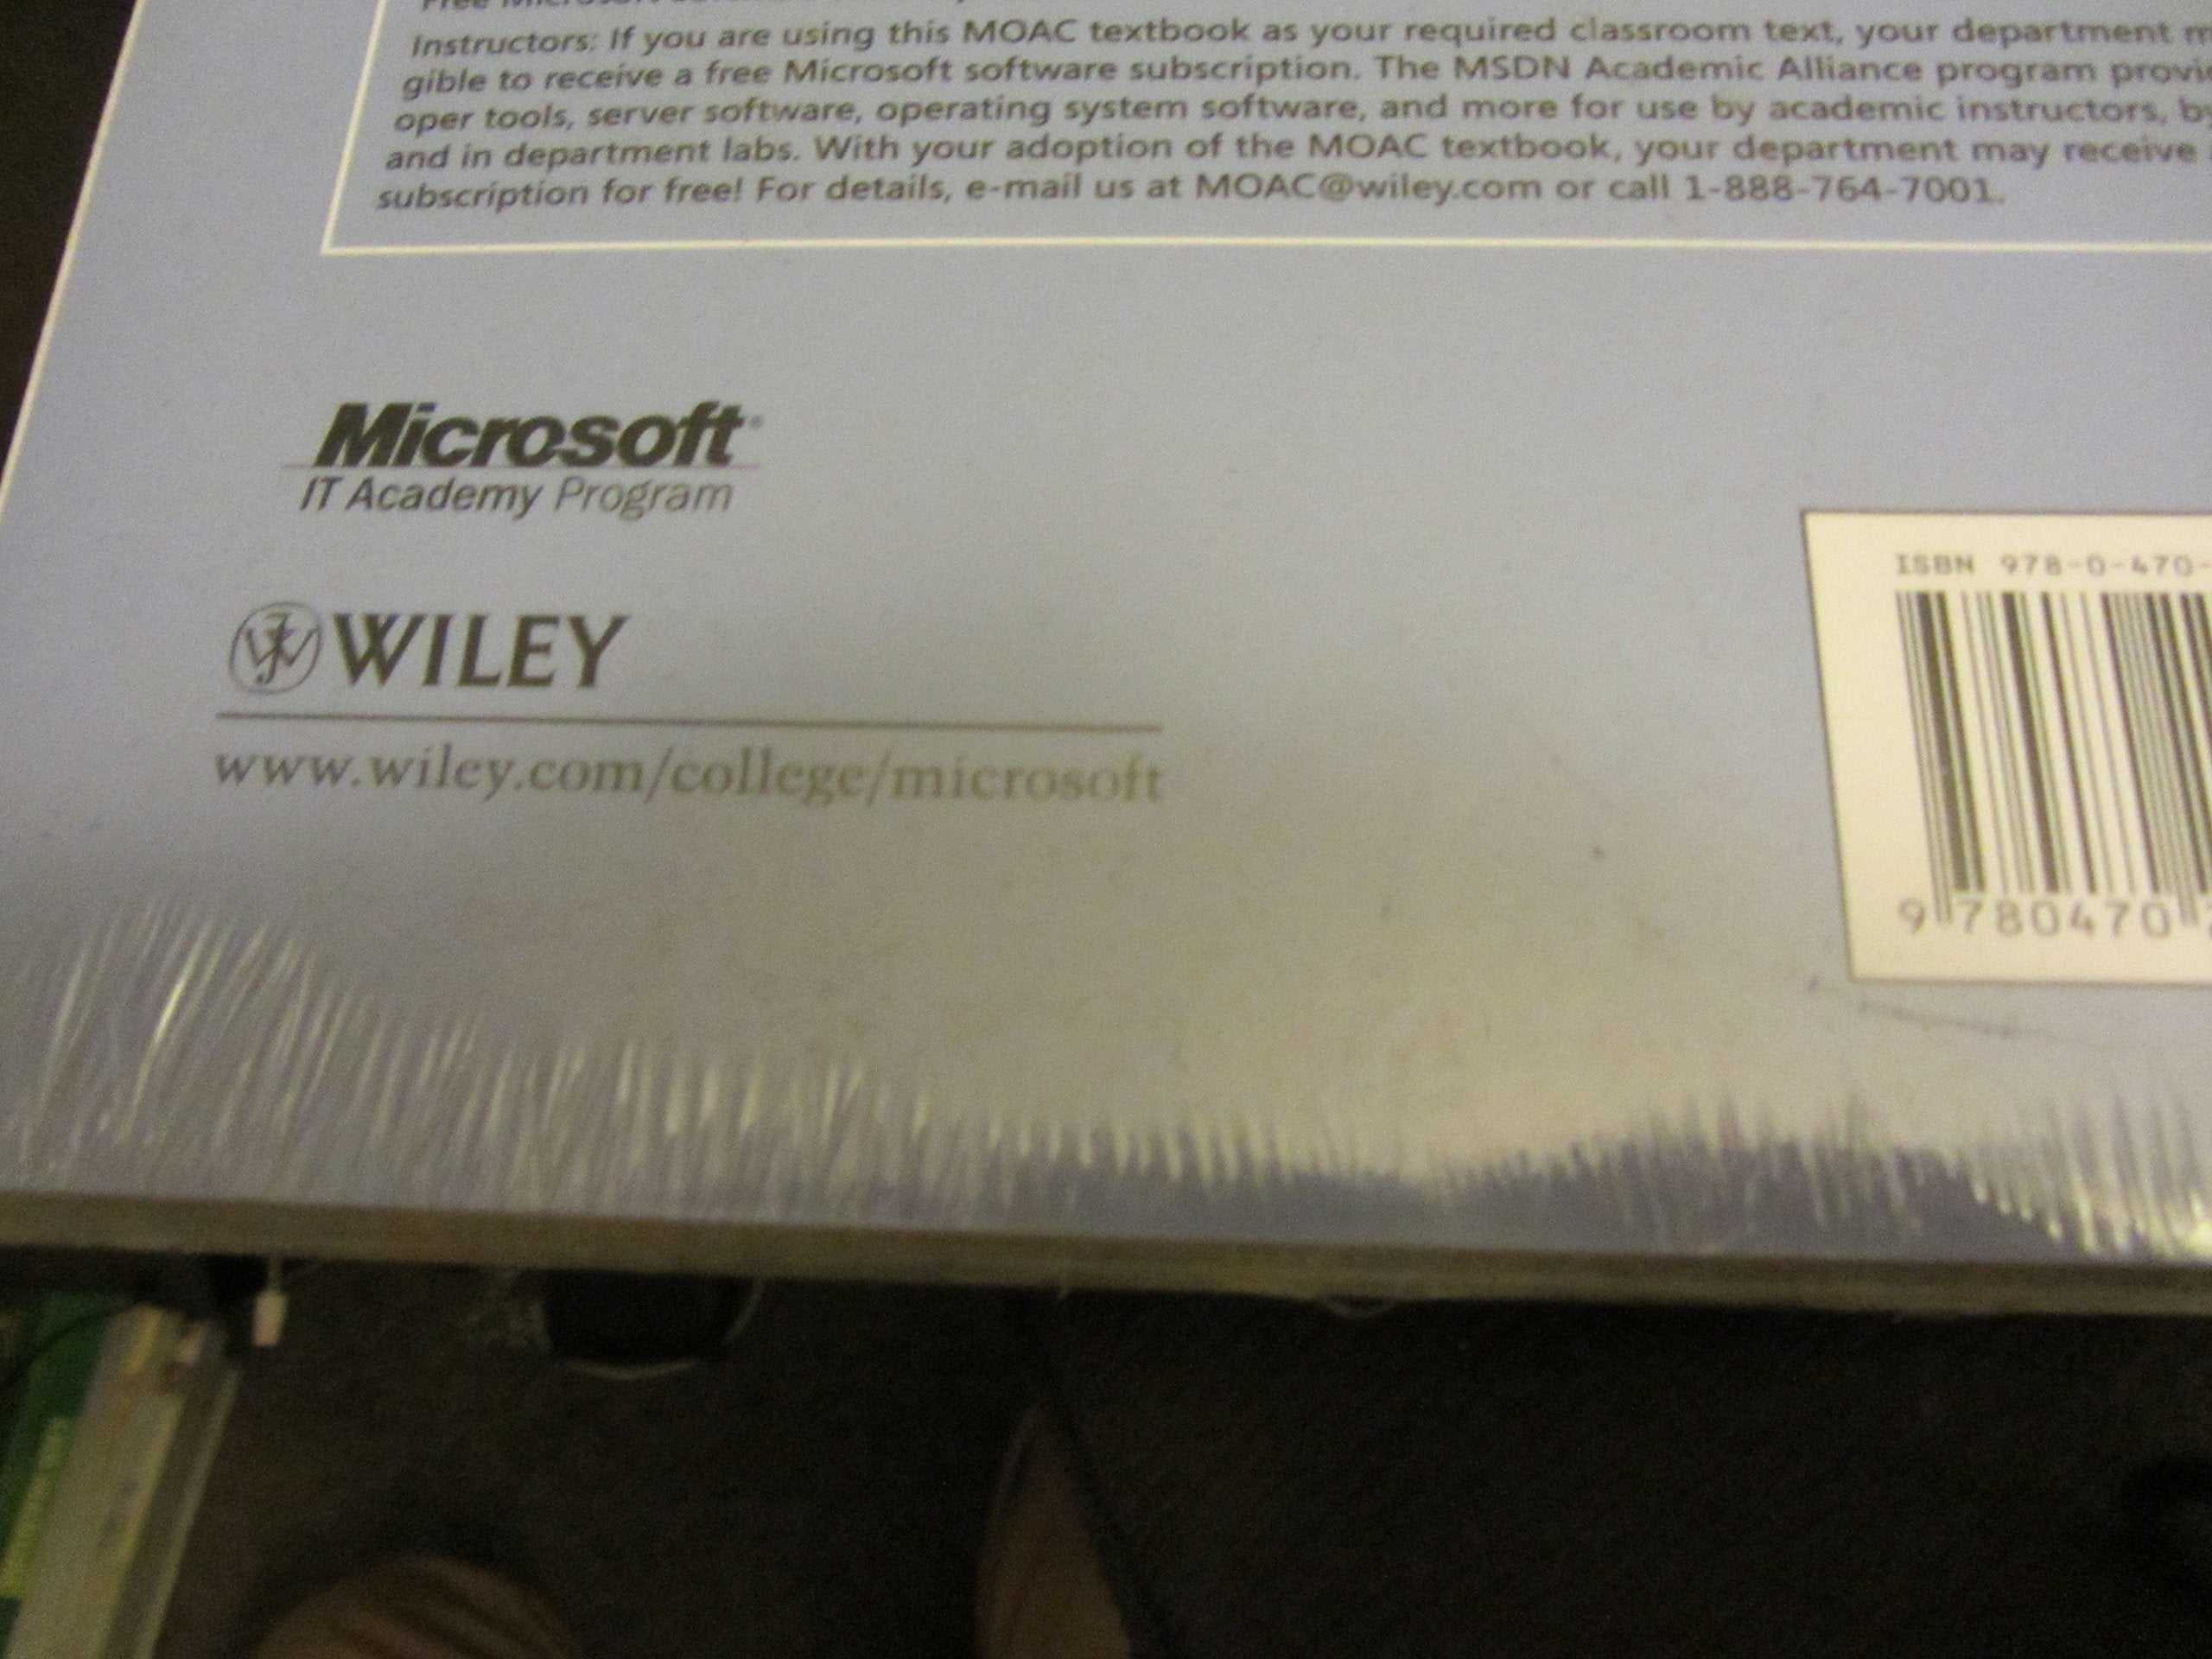 Free Microsoft
Instructors: If you are using this MOAC textbook as your required classroom text, your department
gible to receive a free Microsoft software subscription. The MSDN Academic Alliance program provi
oper tools, server software, operating system software, and more for use by academic instructors, by
and in department labs. With your adoption of the MOAC textbook, your department may receive
subscription for free! For details, e-mail us at MOAC@wiley.com or call 1-888-764-7001.
Microsoft
IT Academy Program
WILEY
www.wiley.com/college/microsoft
ISBN 978-0-470-
9 780470